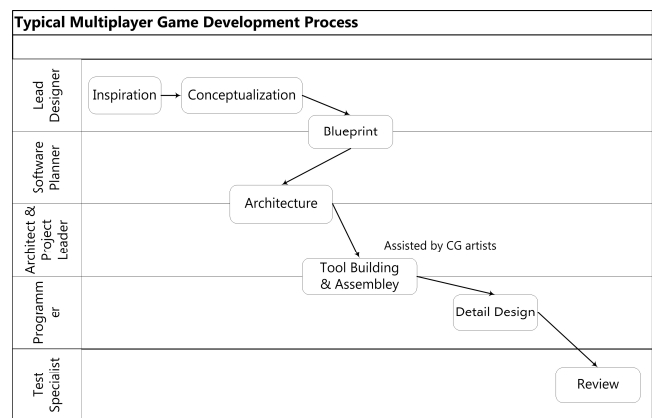 Typical Multiplayer Game Development Process
Lead
Designer
Inspiration
Conceptualization
Blueprint
Software
Planner
Architecture
Architect &
Project
Leader
Assisted by CG artists
Tool Building
& Assembley
Programm
er
Detail Design
Test
Specialist
Review